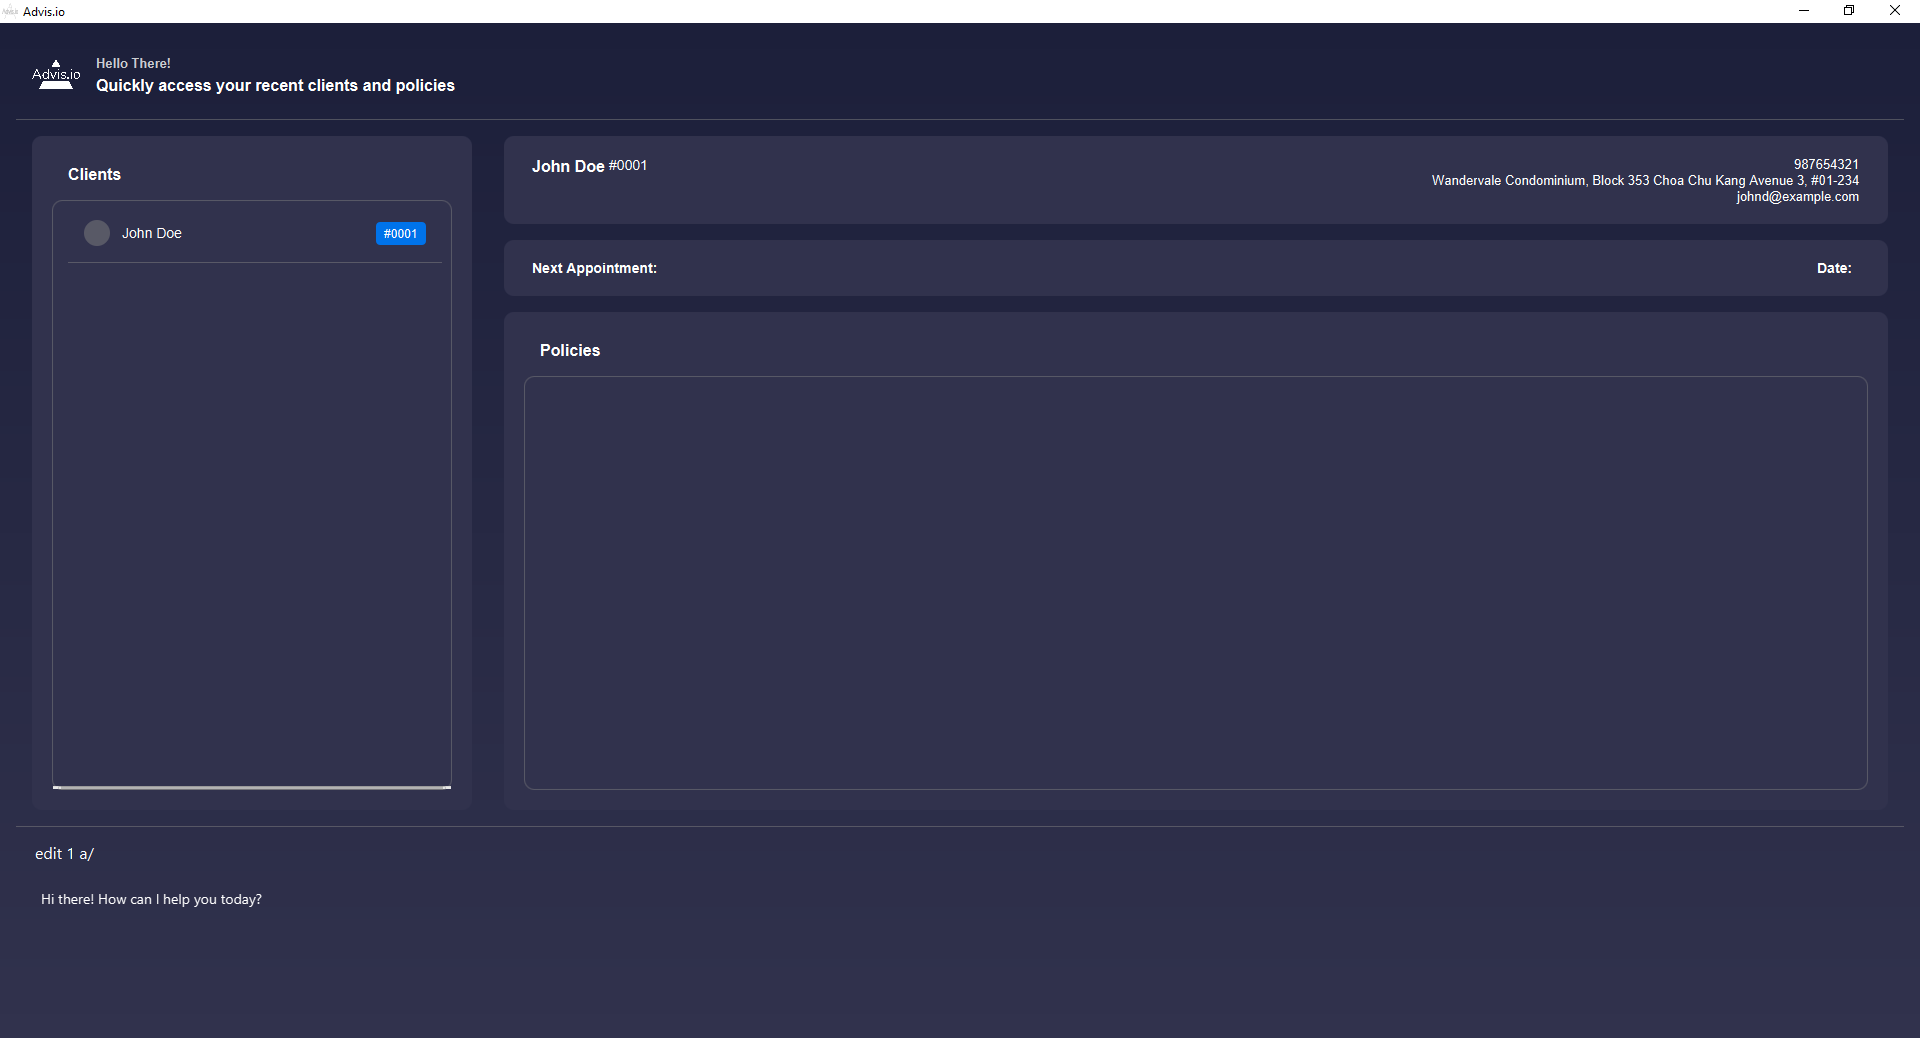 Advis.io
Advis.io
Hello There!
Quickly access your recent clients and policies
Clients
John Doe #0001
John Doe #0001
987654321
Wandervale Condominium, Block 353 Choa Chu Kang Avenue 3, #01-234
johnd@example.com
Next Appointment: Date:
Policies
edit 1 a/
Hi there! How can I help you today?